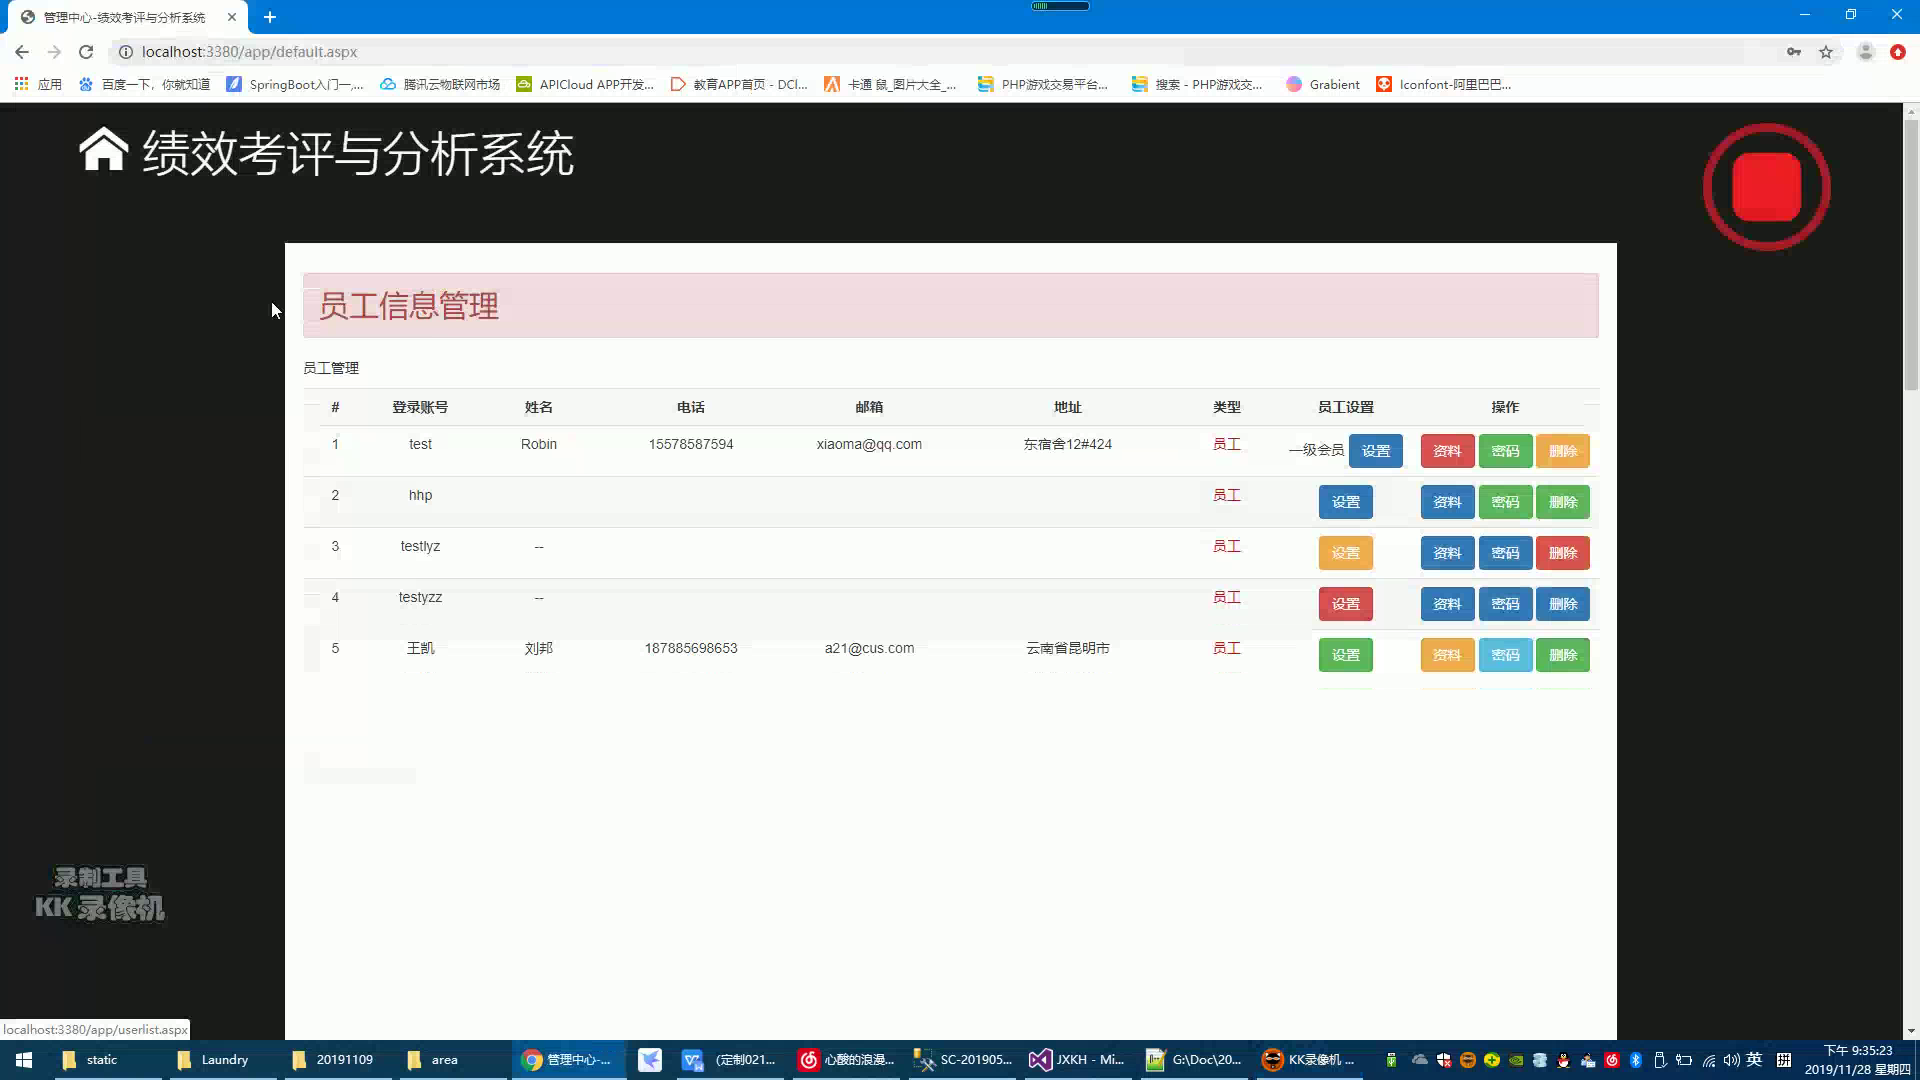 管理中心-绩效考评与分析系统
localhost:3380/app/default.aspx
应用 百度一下，你就知道 SpringBoot入门—,... 腾讯云物联网市场 APICloud APP开发... 教育APP首页 - DCl... 卡通 鼠_图片大全_... PHP游戏交易平台... 搜索 - PHP游戏交... Grabient Iconfont-阿里巴巴...
绩效考评与分析系统
员工信息管理
员工管理
# 登录账号 姓名 电话 邮箱 地址 类型 员工设置 操作
1 test Robin 15578587594 xiaoma@qq.com 东宿舍12#424 员工 一级会员 设置 资料 密码 删除
2 hhp 员工 设置 资料 密码 删除
3 testlyz -- 员工 设置 资料 密码 删除
4 testyzz -- 员工 设置 资料 密码 删除
5 王凯 刘邦 187885698653 a21@cus.com 云南省昆明市 员工 设置 资料 密码 删除
录制工具
KK 录像机
localhost:3380/app/userlist.aspx
static Laundry 20191109 area 管理中心-... (定制021... 心酸的浪漫... SC-201905... JXKH - Mi... G:\Doc\20... KK录像机 ... 英 拼
下午 9:35:23
2019/11/28 星期四